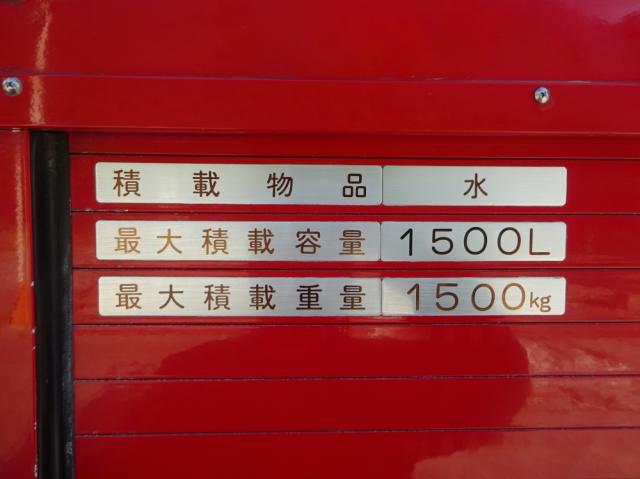 積載物品 水
最大積載容量 1500L
最大積載重量 1500kg